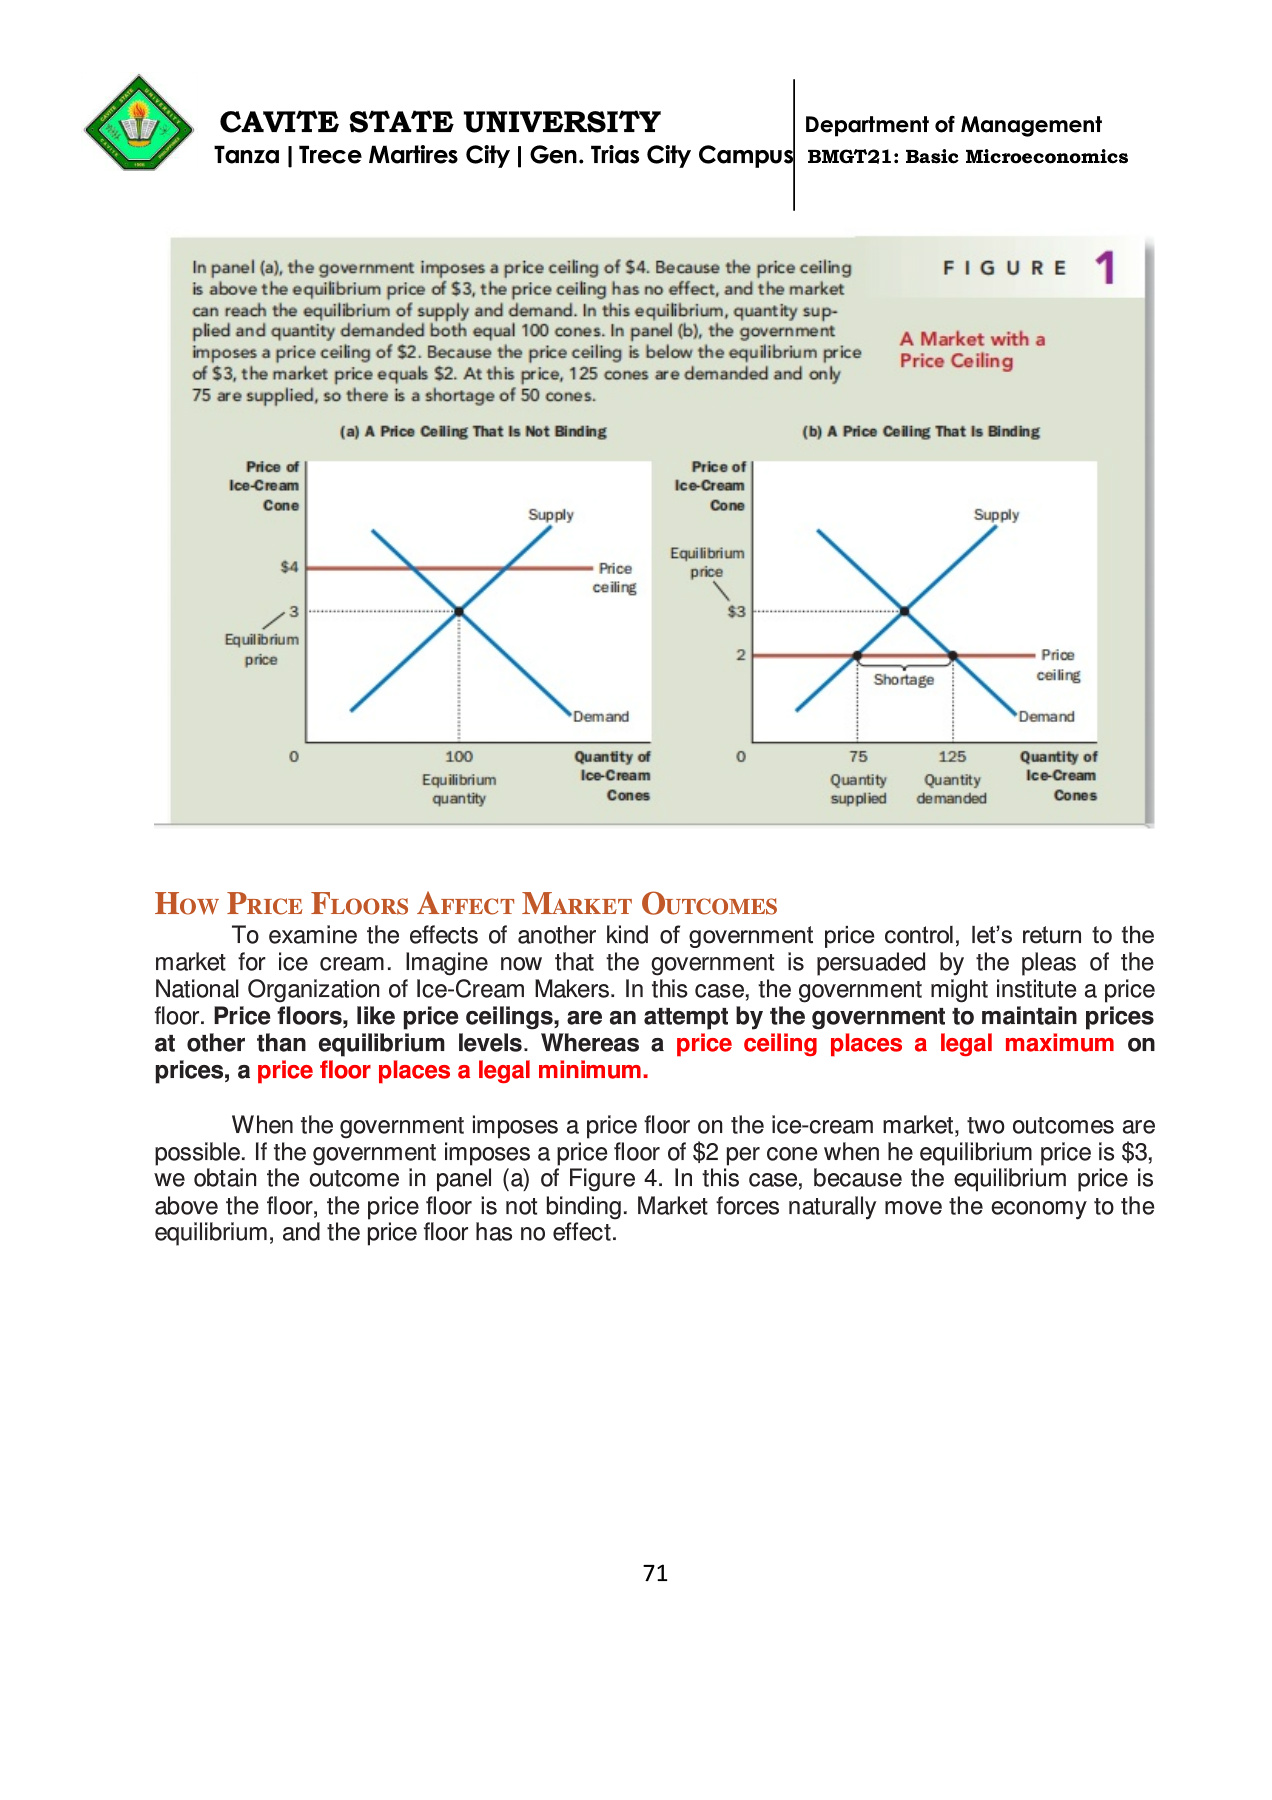 CAVITE STATE UNIVERSITY
Tanza | Trece Martires City | Gen. Trias City Campus
Department of Management
BMGT21: Basic Microeconomics
In panel (a), the government imposes a price ceiling of $4. Because the price ceiling
is above the equilibrium price of $3, the price ceiling has no effect, and the market
can reach the equilibrium of supply and demand. In this equilibrium, quantity sup-
plied and quantity demanded both equal 100 cones. In panel (b), the government
imposes a price ceiling of $2. Because the price ceiling is below the equilibrium price
of $3, the market price equals $2. At this price, 125 cones are demanded and only
75 are supplied, so there is a shortage of 50 cones.
FIGURE 1
A Market with a
Price Ceiling
(a) A Price Ceiling That Is Not Binding
Price of
Ice-Cream
Cone
Supply
$4
Price
ceiling
3
Equilibrium
price
Demand
0
100
Equilibrium
quantity
Quantity of
Ice-Cream
Cones
(b) A Price Ceiling That Is Binding
Price of
Ice-Cream
Cone
Supply
Equilibrium
price
$3
2
Price
ceiling
Shortage
Demand
0
75
Quantity
supplied
125
Quantity
demanded
Quantity of
Ice-Cream
Cones
HOW PRICE FLOORS AFFECT MARKET OUTCOMES
To examine the effects of another kind of government price control, let’s return to the
market for ice cream. Imagine now that the government is persuaded by the pleas of the
National Organization of Ice-Cream Makers. In this case, the government might institute a price
floor. Price floors, like price ceilings, are an attempt by the government to maintain prices
at other than equilibrium levels. Whereas a price ceiling places a legal maximum on
prices, a price floor places a legal minimum.
When the government imposes a price floor on the ice-cream market, two outcomes are
possible. If the government imposes a price floor of $2 per cone when he equilibrium price is $3,
we obtain the outcome in panel (a) of Figure 4. In this case, because the equilibrium price is
above the floor, the price floor is not binding. Market forces naturally move the economy to the
equilibrium, and the price floor has no effect.
71